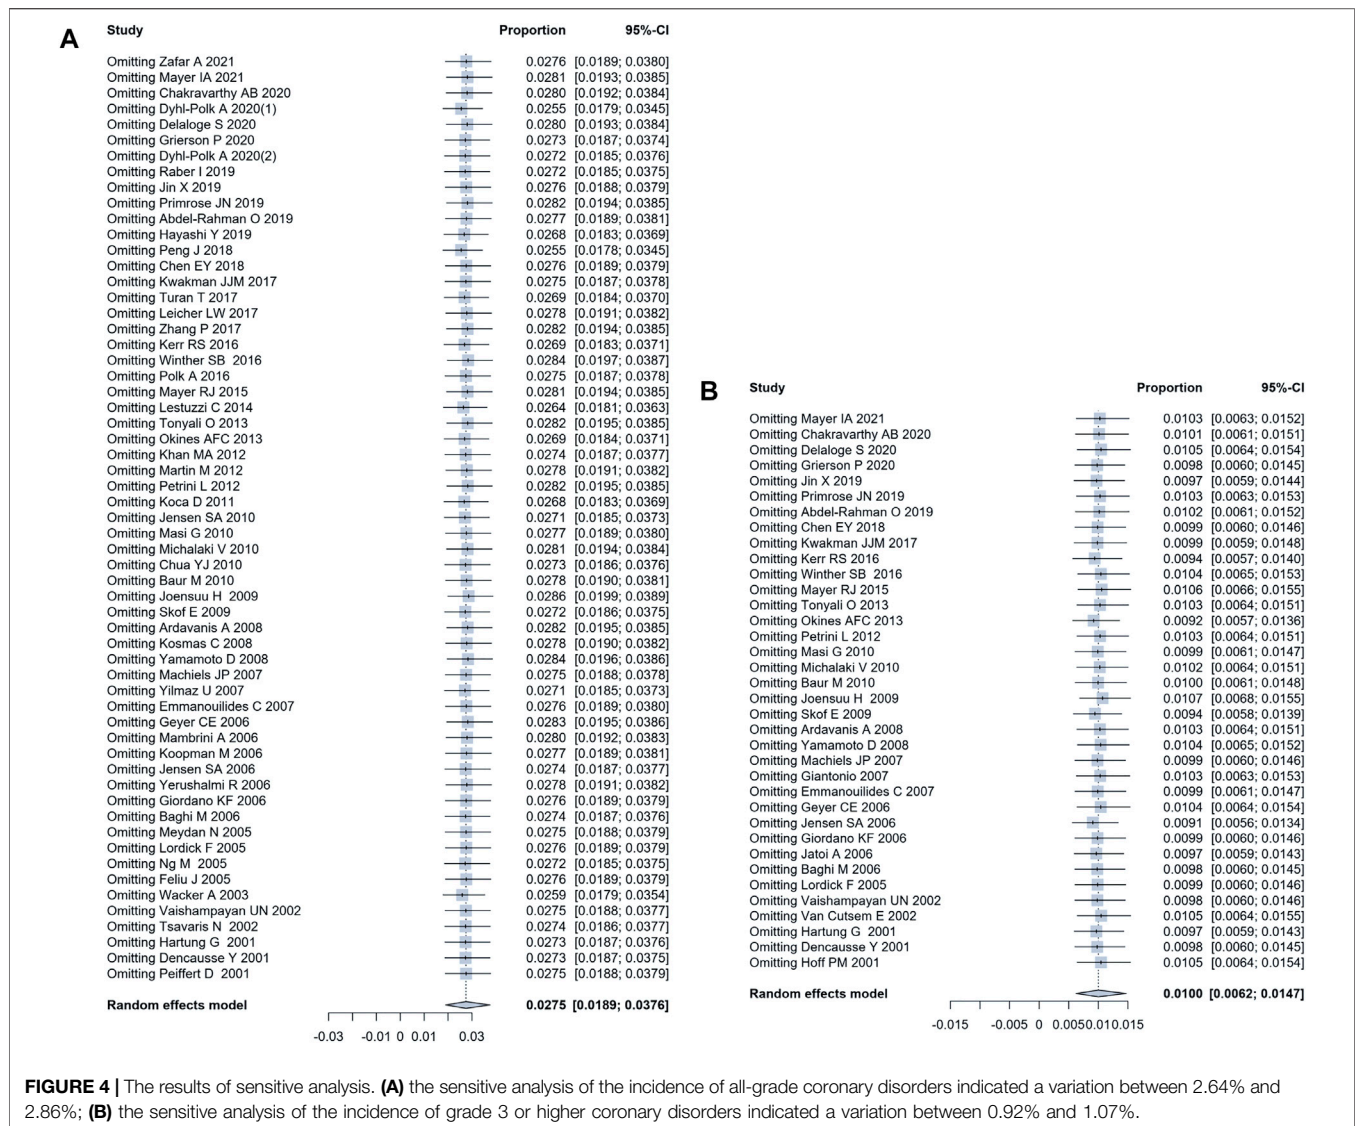 A
Study Proportion 95%-CI
Omitting Zafar A 2021 0.0276 [0.0189; 0.0380]
Omitting Mayer IA 2021 0.0281 [0.0193; 0.0385]
Omitting Chakravarthy AB 2020 0.0280 [0.0192; 0.0384]
Omitting Dyhl-Polk A 2020(1) 0.0255 [0.0179; 0.0345]
Omitting Delaloge S 2020 0.0280 [0.0193; 0.0384]
Omitting Grierson P 2020 0.0273 [0.0187; 0.0374]
Omitting Dyhl-Polk A 2020(2) 0.0272 [0.0185; 0.0376]
Omitting Raber I 2019 0.0272 [0.0185; 0.0375]
Omitting Jin X 2019 0.0276 [0.0188; 0.0379]
Omitting Primrose JN 2019 0.0282 [0.0194; 0.0385]
Omitting Abdel-Rahman O 2019 0.0277 [0.0189; 0.0381]
Omitting Hayashi Y 2019 0.0268 [0.0183; 0.0369]
Omitting Peng J 2018 0.0255 [0.0178; 0.0345]
Omitting Chen EY 2018 0.0276 [0.0189; 0.0379]
Omitting Kwakman JJM 2017 0.0275 [0.0187; 0.0378]
Omitting Turan T 2017 0.0269 [0.0184; 0.0370]
Omitting Leicher LW 2017 0.0278 [0.0191; 0.0382]
Omitting Zhang P 2017 0.0282 [0.0194; 0.0385]
Omitting Kerr RS 2016 0.0269 [0.0183; 0.0371]
Omitting Winther SB 2016 0.0284 [0.0197; 0.0387]
Omitting Polk A 2016 0.0275 [0.0187; 0.0378]
Omitting Mayer RJ 2015 0.0281 [0.0194; 0.0385]
Omitting Lestuzzi C 2014 0.0264 [0.0181; 0.0363]
Omitting Tonyali O 2013 0.0282 [0.0195; 0.0385]
Omitting Okines AFC 2013 0.0269 [0.0184; 0.0371]
Omitting Khan MA 2012 0.0274 [0.0187; 0.0377]
Omitting Martin M 2012 0.0278 [0.0191; 0.0382]
Omitting Petrini L 2012 0.0282 [0.0195; 0.0385]
Omitting Koca D 2011 0.0268 [0.0183; 0.0369]
Omitting Jensen SA 2010 0.0271 [0.0185; 0.0373]
Omitting Masi G 2010 0.0277 [0.0189; 0.0380]
Omitting Michalaki V 2010 0.0281 [0.0194; 0.0384]
Omitting Chua YJ 2010 0.0273 [0.0186; 0.0376]
Omitting Baur M 2010 0.0278 [0.0190; 0.0381]
Omitting Joensuu H 2009 0.0286 [0.0199; 0.0389]
Omitting Skof E 2009 0.0272 [0.0186; 0.0375]
Omitting Ardavanis A 2008 0.0282 [0.0195; 0.0385]
Omitting Kosmas C 2008 0.0278 [0.0190; 0.0382]
Omitting Yamamoto D 2008 0.0284 [0.0196; 0.0386]
Omitting Machiels JP 2007 0.0275 [0.0188; 0.0378]
Omitting Yilmaz U 2007 0.0271 [0.0185; 0.0373]
Omitting Emmanouilides C 2007 0.0276 [0.0189; 0.0380]
Omitting Geyer CE 2006 0.0283 [0.0195; 0.0386]
Omitting Mambrini A 2006 0.0280 [0.0192; 0.0383]
Omitting Koopman M 2006 0.0277 [0.0189; 0.0381]
Omitting Jensen SA 2006 0.0274 [0.0187; 0.0377]
Omitting Yerushalmi R 2006 0.0278 [0.0191; 0.0382]
Omitting Giordano KF 2006 0.0276 [0.0189; 0.0379]
Omitting Baghi M 2006 0.0274 [0.0187; 0.0376]
Omitting Meydan N 2005 0.0275 [0.0188; 0.0379]
Omitting Lordick F 2005 0.0276 [0.0189; 0.0379]
Omitting Ng M 2005 0.0272 [0.0185; 0.0375]
Omitting Feliu J 2005 0.0276 [0.0189; 0.0379]
Omitting Wacker A 2003 0.0259 [0.0179; 0.0354]
Omitting Vaishampayan UN 2002 0.0275 [0.0188; 0.0377]
Omitting Tsavaris N 2002 0.0274 [0.0186; 0.0377]
Omitting Hartung G 2001 0.0273 [0.0187; 0.0376]
Omitting Dencausse Y 2001 0.0273 [0.0187; 0.0375]
Omitting Peiffert D 2001 0.0275 [0.0188; 0.0379]
Random effects model 0.0275 [0.0189; 0.0376]
-0.03 -0.01 0 0.01 0.03
B
Study Proportion 95%-CI
Omitting Mayer IA 2021 0.0103 [0.0063; 0.0152]
Omitting Chakravarthy AB 2020 0.0101 [0.0061; 0.0151]
Omitting Delaloge S 2020 0.0105 [0.0064; 0.0154]
Omitting Grierson P 2020 0.0098 [0.0060; 0.0145]
Omitting Jin X 2019 0.0097 [0.0059; 0.0144]
Omitting Primrose JN 2019 0.0103 [0.0063; 0.0153]
Omitting Abdel-Rahman O 2019 0.0102 [0.0061; 0.0152]
Omitting Chen EY 2018 0.0099 [0.0060; 0.0146]
Omitting Kwakman JJM 2017 0.0099 [0.0059; 0.0148]
Omitting Kerr RS 2016 0.0094 [0.0057; 0.0140]
Omitting Winther SB 2016 0.0104 [0.0065; 0.0153]
Omitting Mayer RJ 2015 0.0106 [0.0066; 0.0155]
Omitting Tonyali O 2013 0.0103 [0.0064; 0.0151]
Omitting Okines AFC 2013 0.0092 [0.0057; 0.0136]
Omitting Petrini L 2012 0.0103 [0.0064; 0.0151]
Omitting Masi G 2010 0.0099 [0.0061; 0.0147]
Omitting Michalaki V 2010 0.0102 [0.0064; 0.0151]
Omitting Baur M 2010 0.0100 [0.0061; 0.0148]
Omitting Joensuu H 2009 0.0107 [0.0068; 0.0155]
Omitting Skof E 2009 0.0094 [0.0058; 0.0139]
Omitting Ardavanis A 2008 0.0103 [0.0064; 0.0151]
Omitting Yamamoto D 2008 0.0104 [0.0065; 0.0152]
Omitting Machiels JP 2007 0.0099 [0.0060; 0.0146]
Omitting Giantonio 2007 0.0103 [0.0063; 0.0153]
Omitting Emmanouilides C 2007 0.0099 [0.0061; 0.0147]
Omitting Geyer CE 2006 0.0104 [0.0064; 0.0154]
Omitting Jensen SA 2006 0.0091 [0.0056; 0.0134]
Omitting Giordano KF 2006 0.0099 [0.0060; 0.0146]
Omitting Jatoi A 2006 0.0097 [0.0059; 0.0143]
Omitting Baghi M 2006 0.0098 [0.0060; 0.0145]
Omitting Lordick F 2005 0.0099 [0.0060; 0.0146]
Omitting Vaishampayan UN 2002 0.0098 [0.0060; 0.0146]
Omitting Van Cutsem E 2002 0.0105 [0.0064; 0.0155]
Omitting Hartung G 2001 0.0097 [0.0059; 0.0143]
Omitting Dencausse Y 2001 0.0098 [0.0060; 0.0145]
Omitting Hoff PM 2001 0.0105 [0.0064; 0.0154]
Random effects model 0.0100 [0.0062; 0.0147]
-0.015 -0.005 0 0.005 0.01 0.015
FIGURE 4 | The results of sensitive analysis. (A) the sensitive analysis of the incidence of all-grade coronary disorders indicated a variation between 2.64% and
2.86%; (B) the sensitive analysis of the incidence of grade 3 or higher coronary disorders indicated a variation between 0.92% and 1.07%.